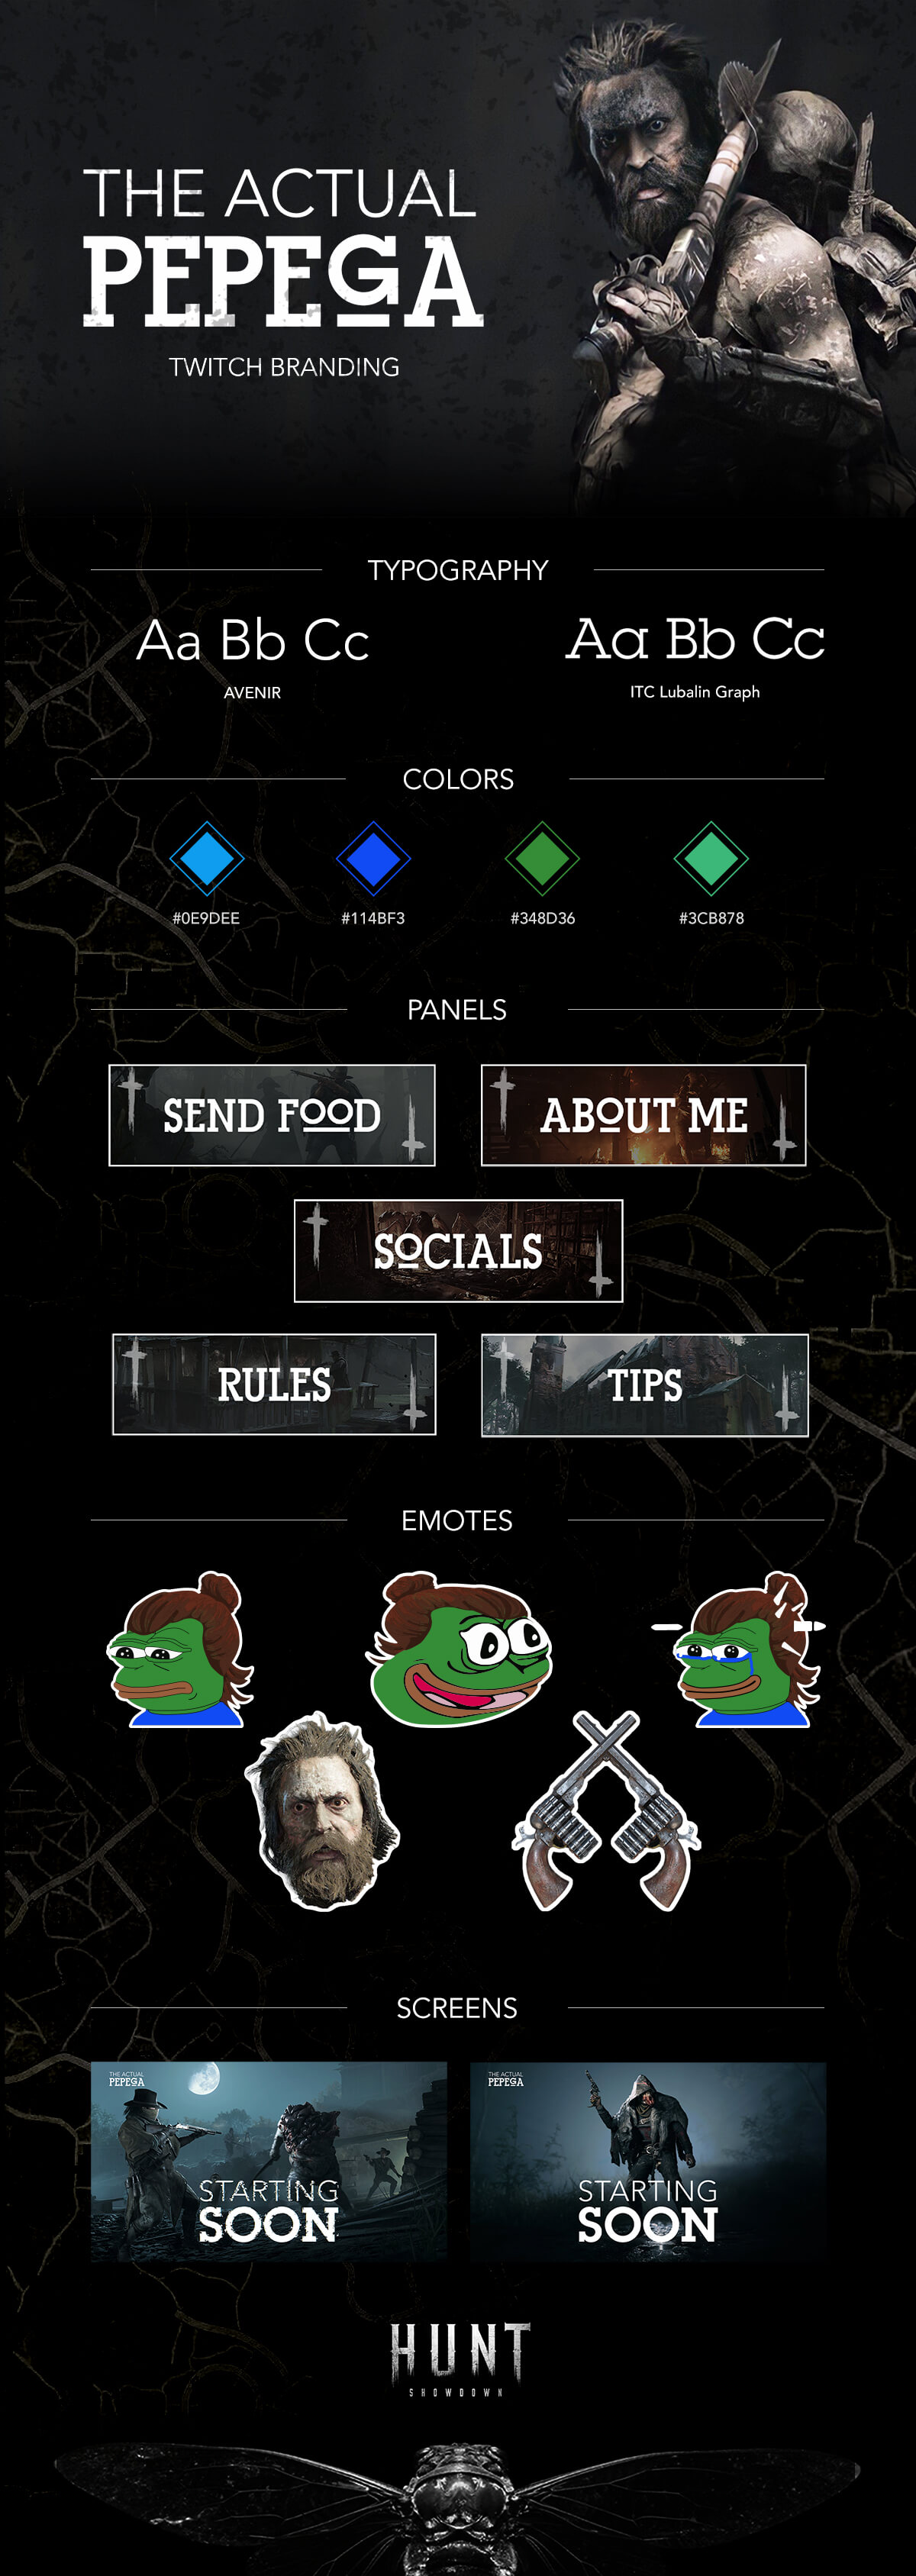 THE ACTUAL
PEPEGA
TWITCH BRANDING
TYPOGRAPHY
Aa Bb Cc
AVENIR
Aa Bb Cc
ITC Lubalin Graph
COLORS
#0E9DEE
#114BF3
#348D36
#3CB878
PANELS
SEND FOOD
ABOUT ME
SOCIALS
RULES
TIPS
EMOTES
SCREENS
THE ACTUAL
PEPEGA
STARTING
SOON
THE ACTUAL
PEPEGA
STARTING
SOON
HUNT
SHOWDOWN